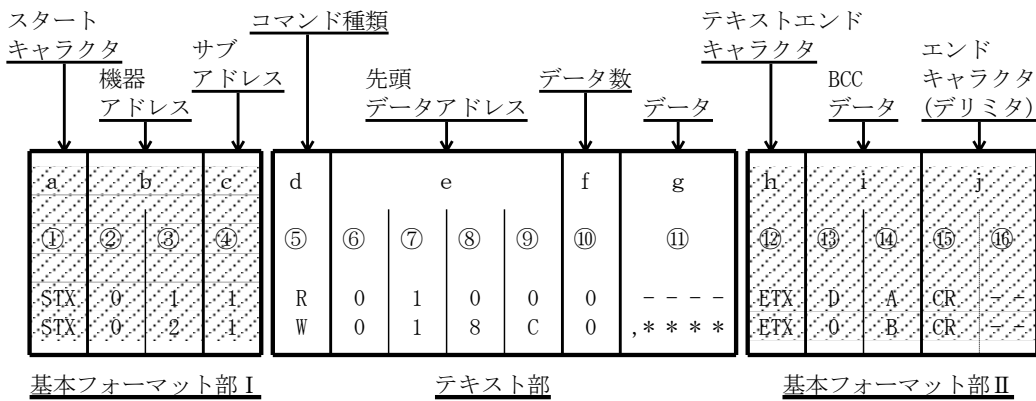 スタート
キャラクタ
機器
アドレス
サブ
アドレス
コマンド種類
先頭
データアドレス
データ数
データ
テキストエンド
キャラクタ
BCC
データ
エンド
キャラクタ
(デリミタ)
a b c d e f g h i j
① ② ③ ④ ⑤ ⑥ ⑦ ⑧ ⑨ ⑩ ⑪ ⑫ ⑬ ⑭ ⑮ ⑯
STX 0 1 1 R 0 1 0 0 0 ---- ETX D A CR --
STX 0 2 1 W 0 1 8 C 0 ,**** ETX 0 B CR --
基本フォーマット部Ⅰ テキスト部 基本フォーマット部Ⅱ